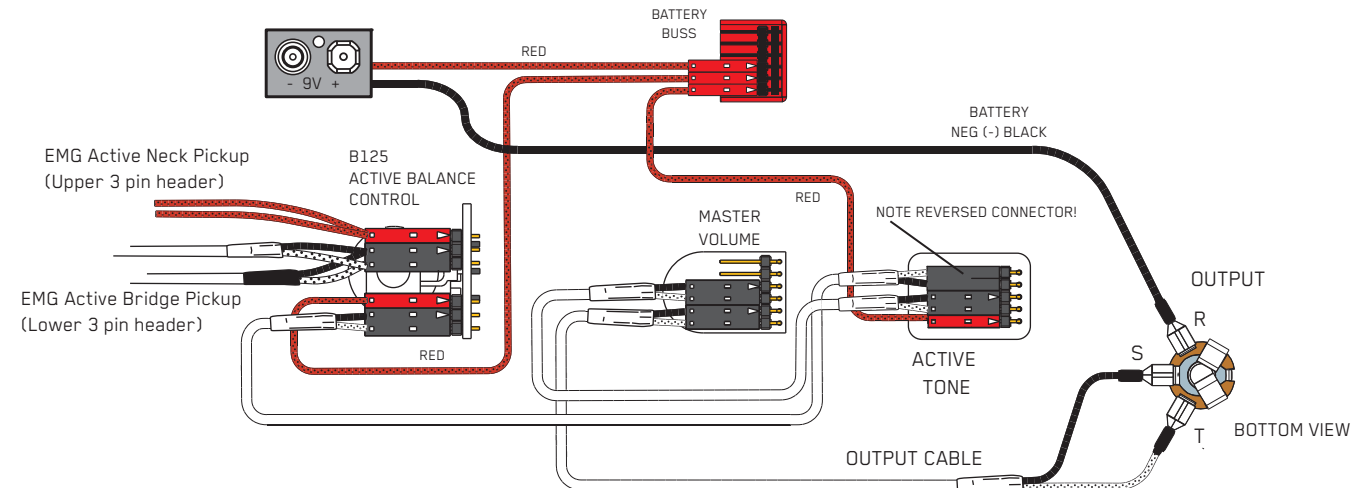 BATTERY
BUSS
RED
- 9V +
BATTERY
NEG (-) BLACK
EMG Active Neck Pickup
(Upper 3 pin header)
B125
ACTIVE BALANCE
CONTROL
RED
MASTER
VOLUME
NOTE REVERSED CONNECTOR!
OUTPUT
EMG Active Bridge Pickup
(Lower 3 pin header)
R
S
RED
ACTIVE
TONE
T
BOTTOM VIEW
OUTPUT CABLE